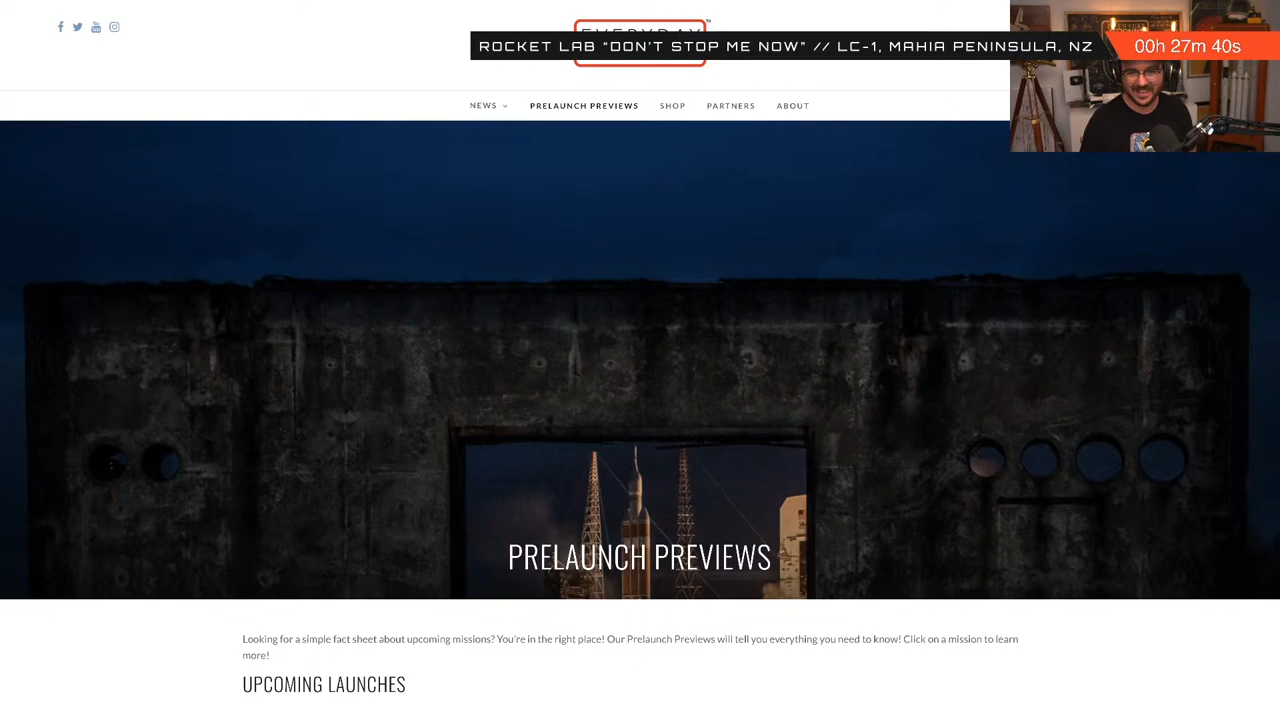 EVERYDAY
ROCKET LAB “DON’T STOP ME NOW” // LC-1, MAHIA PENINSULA, NZ
00h 27m 40s
NEWS
PRELAUNCH PREVIEWS
SHOP
PARTNERS
ABOUT
PRELAUNCH PREVIEWS
Looking for a simple fact sheet about upcoming missions? You’re in the right place! Our Prelaunch Previews will tell you everything you need to know! Click on a mission to learn
more!
UPCOMING LAUNCHES